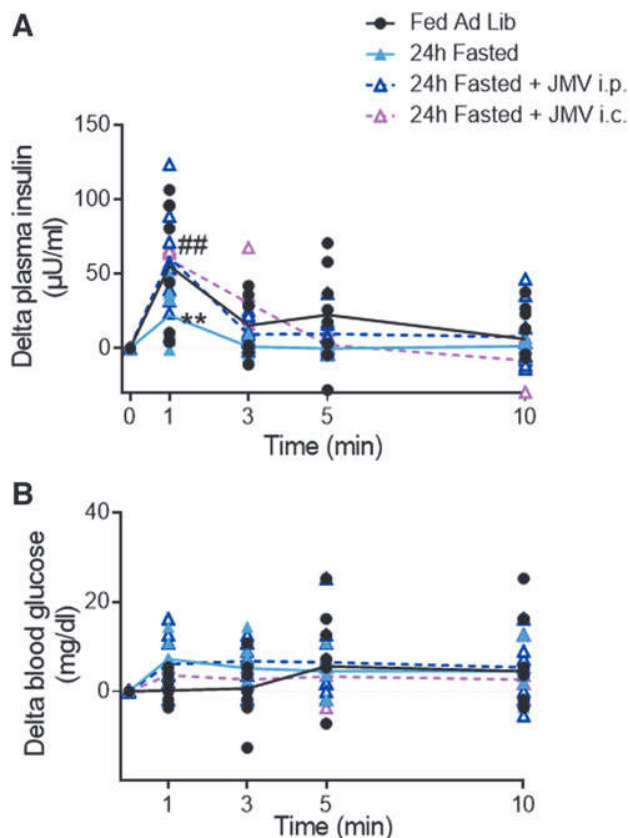 A
Fed Ad Lib
24h Fasted
24h Fasted + JMV i.p.
24h Fasted + JMV i.c.
150
100
50
0
##
**
Delta plasma insulin
(µU/ml)
0 1 3 5 10
Time (min)
B
40
20
0
Delta blood glucose
(mg/dl)
1 3 5 10
Time (min)